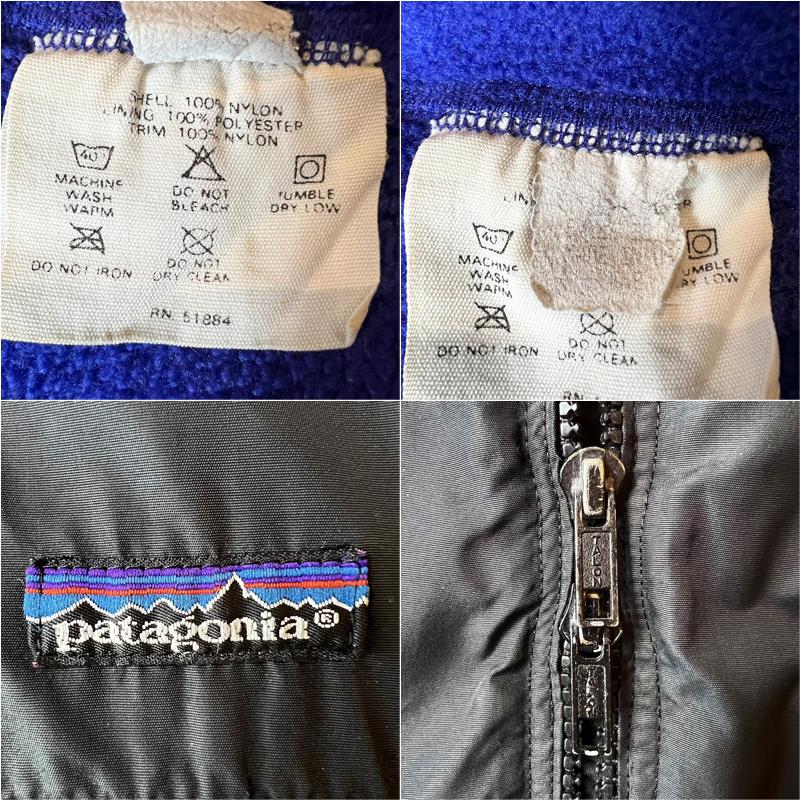 SHELL 100% NYLON
LINING 100% POLYESTER
TRIM 100% NYLON
40°
MACHINE
WASH
WARM
DO NOT
BLEACH
TUMBLE
DRY LOW
DO NOT IRON
DO NOT
DRY CLEAN
RN 51884
40°
MACHINE
WASH
WARM
UMBLE
RY LOW
DO NOT IRON
DO NOT
DRY CLEAN
patagonia®
TALON
TALON